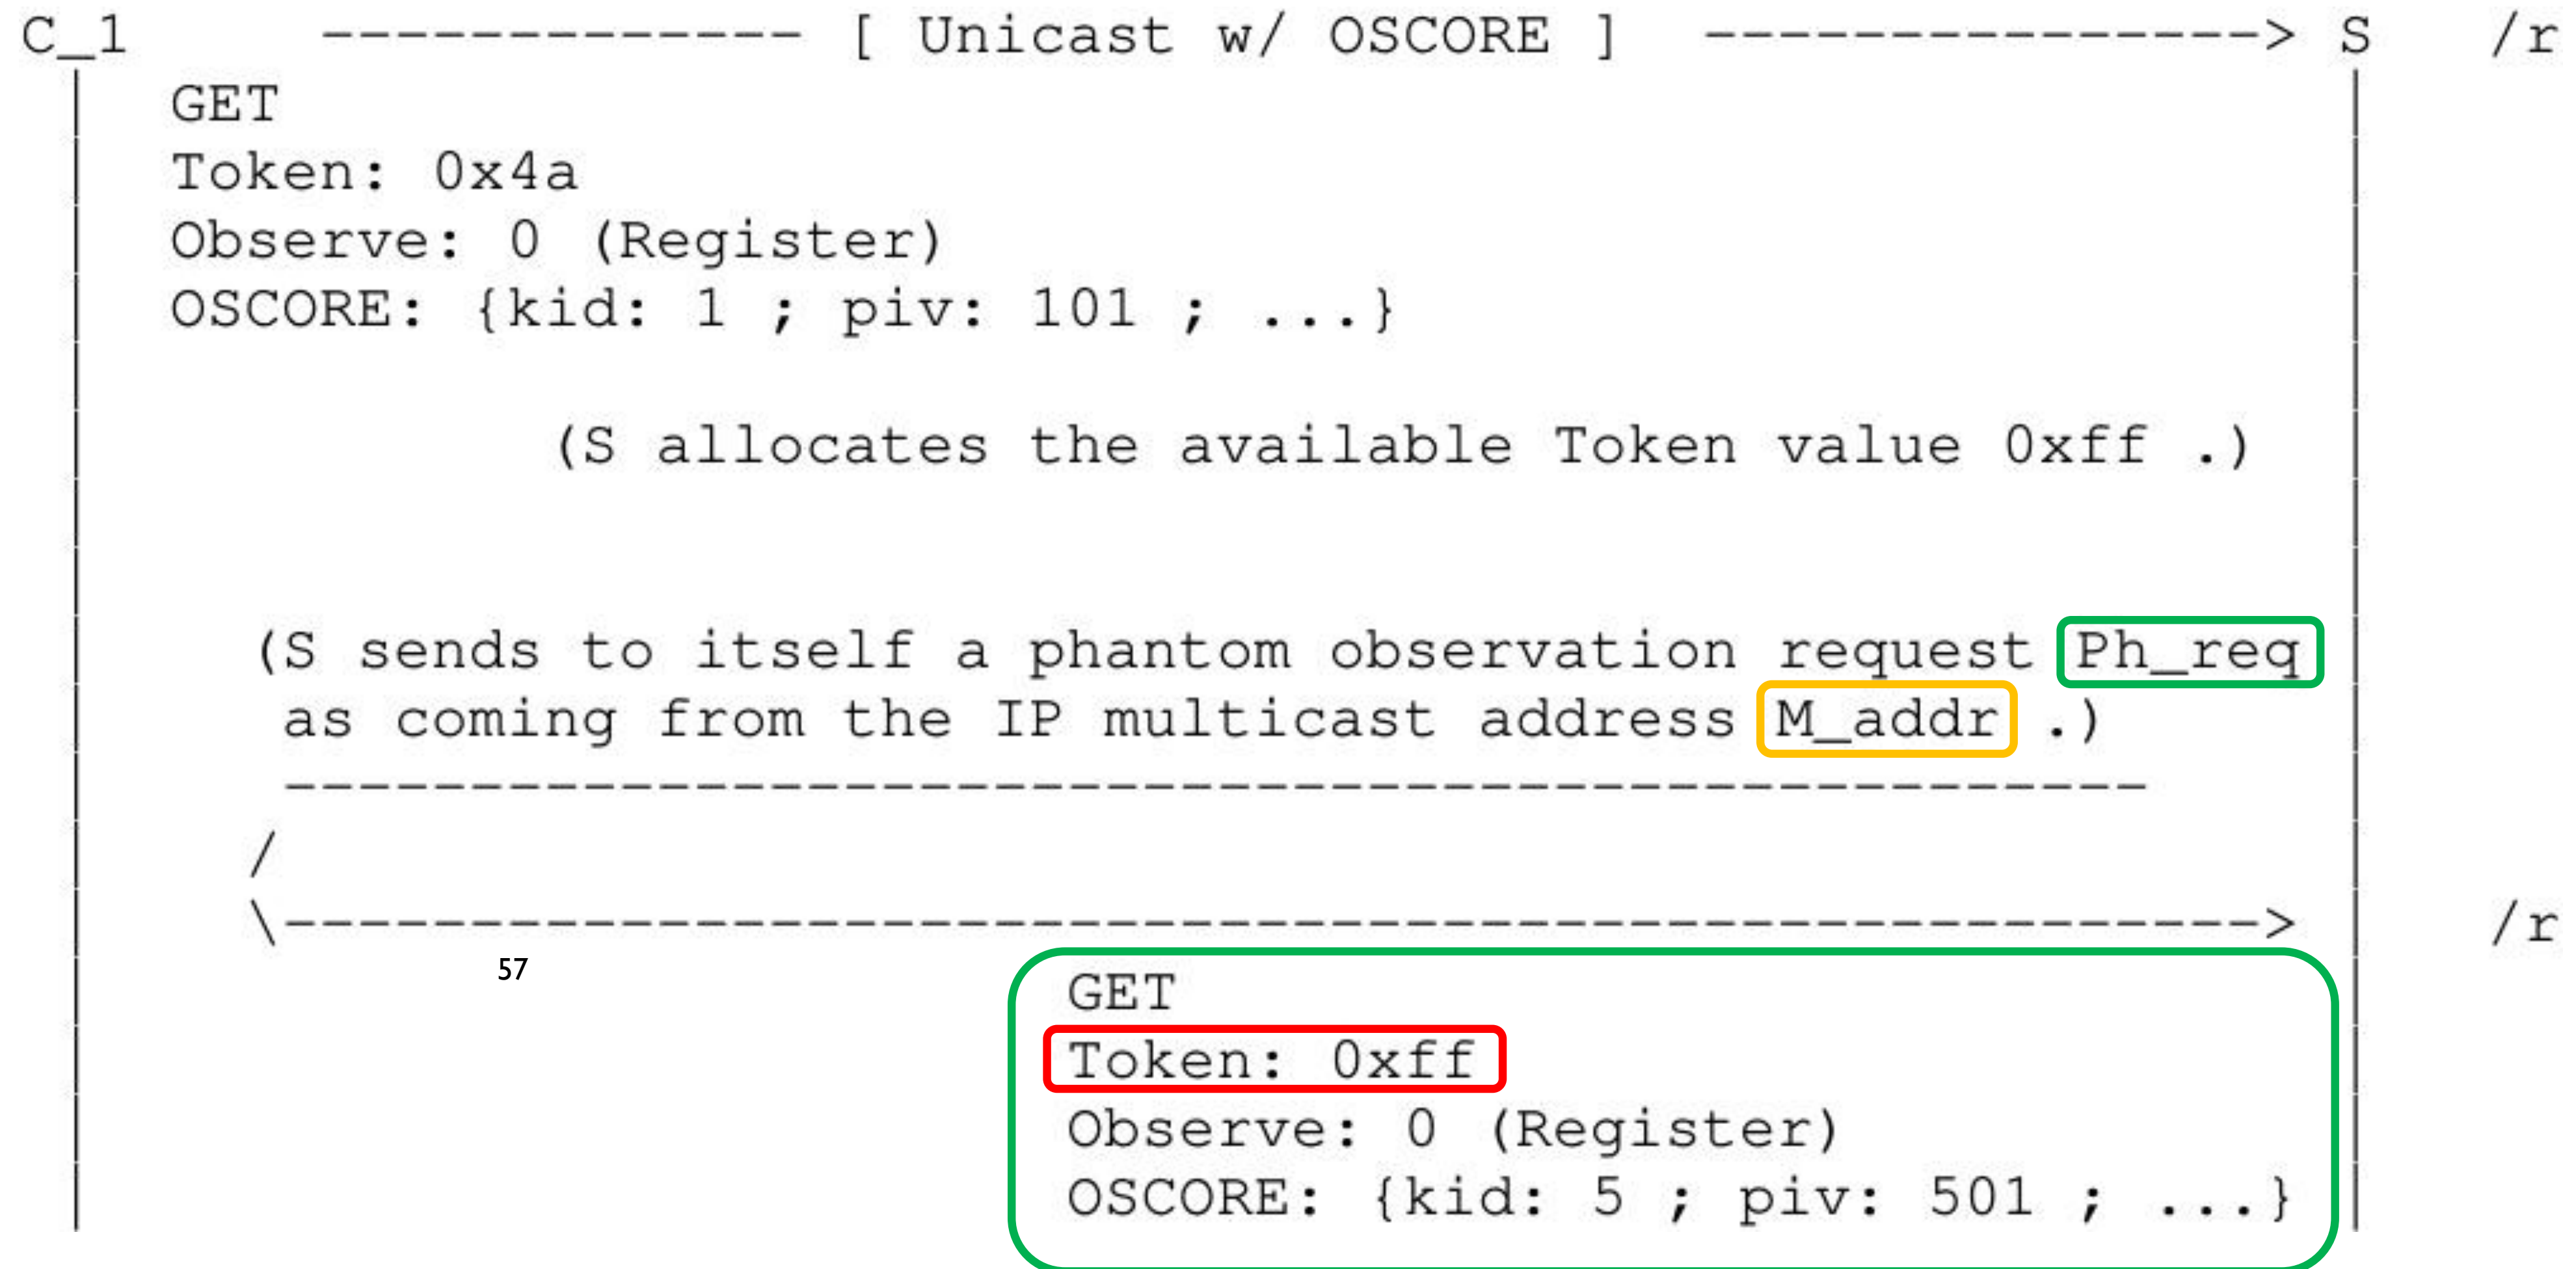 C_1 ------------- [ Unicast w/ OSCORE ] ---------------> S /r
GET
Token: 0x4a
Observe: 0 (Register)
OSCORE: {kid: 1 ; piv: 101 ; ...}
(S allocates the available Token value 0xff .)
(S sends to itself a phantom observation request Ph_req
as coming from the IP multicast address M_addr .)
--------------------------------------------------
/
\-----------------------------------------------------> /r
57
GET
Token: 0xff
Observe: 0 (Register)
OSCORE: {kid: 5 ; piv: 501 ; ...}